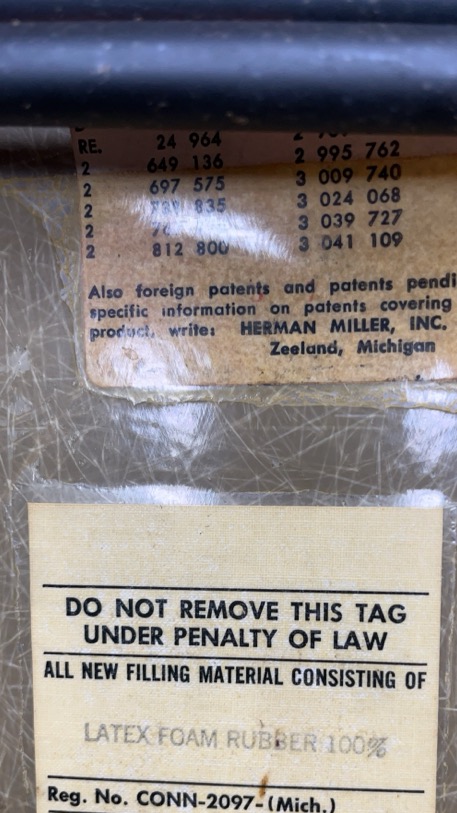 RE. 24 964
2 649 136 2 995 762
2 697 575 3 009 740
2 835 3 024 068
2 3 039 727
2 812 800 3 041 109
Also foreign patents and patents pendi
specific information on patents covering
product, write: HERMAN MILLER, INC.
Zeeland, Michigan
DO NOT REMOVE THIS TAG
UNDER PENALTY OF LAW
ALL NEW FILLING MATERIAL CONSISTING OF
LATEX FOAM RUBBER 100%
Reg. No. CONN-2097-(Mich.)